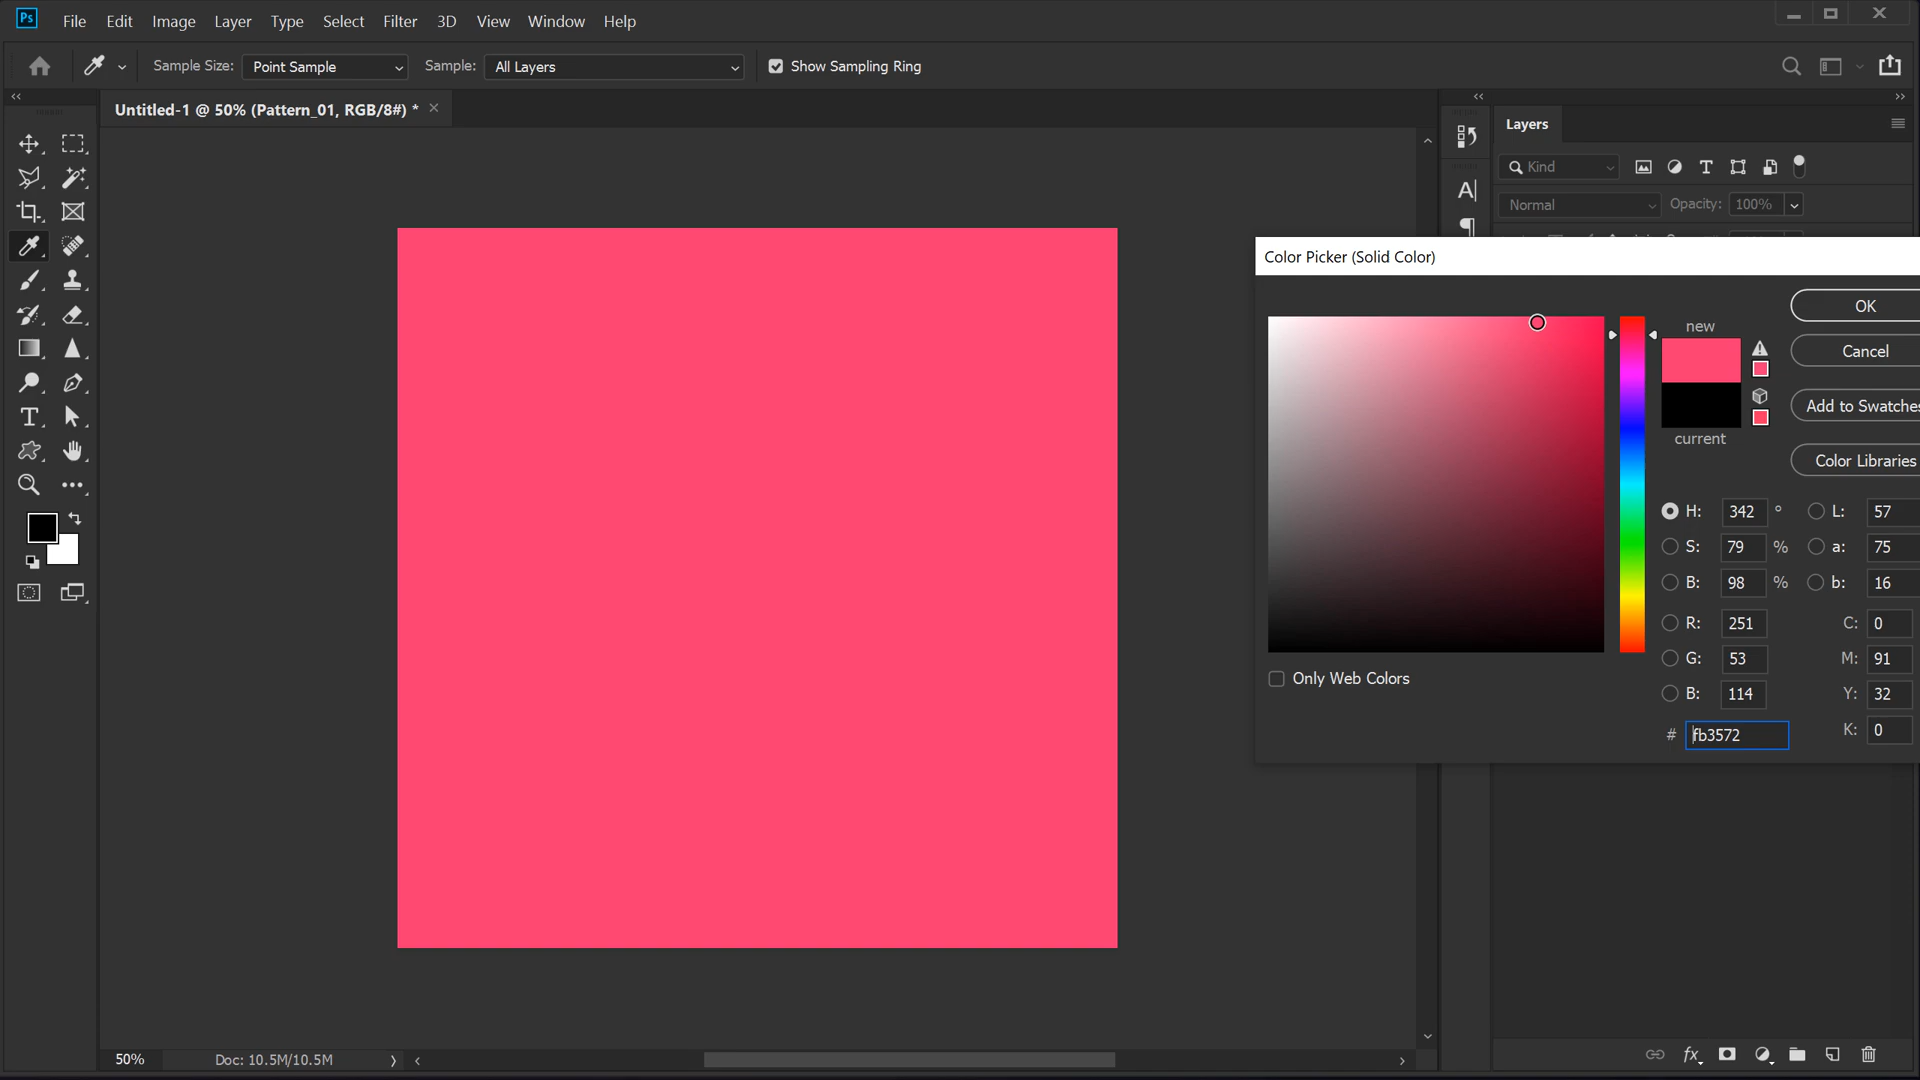 Ps File Edit Image Layer Type Select Filter 3D View Window Help
Sample Size: Point Sample Sample: All Layers Show Sampling Ring
Untitled-1 @ 50% (Pattern_01, RGB/8#) *
Layers
Kind
Normal Opacity: 100%
Color Picker (Solid Color)
OK
new
Cancel
Add to Swatches
current
Color Libraries
H: 342 ° L: 57
S: 79 % a: 75
B: 98 % b: 16
R: 251 C: 0
G: 53 M: 91
B: 114 Y: 32
# fb3572 K: 0
Only Web Colors
50% Doc: 10.5M/10.5M